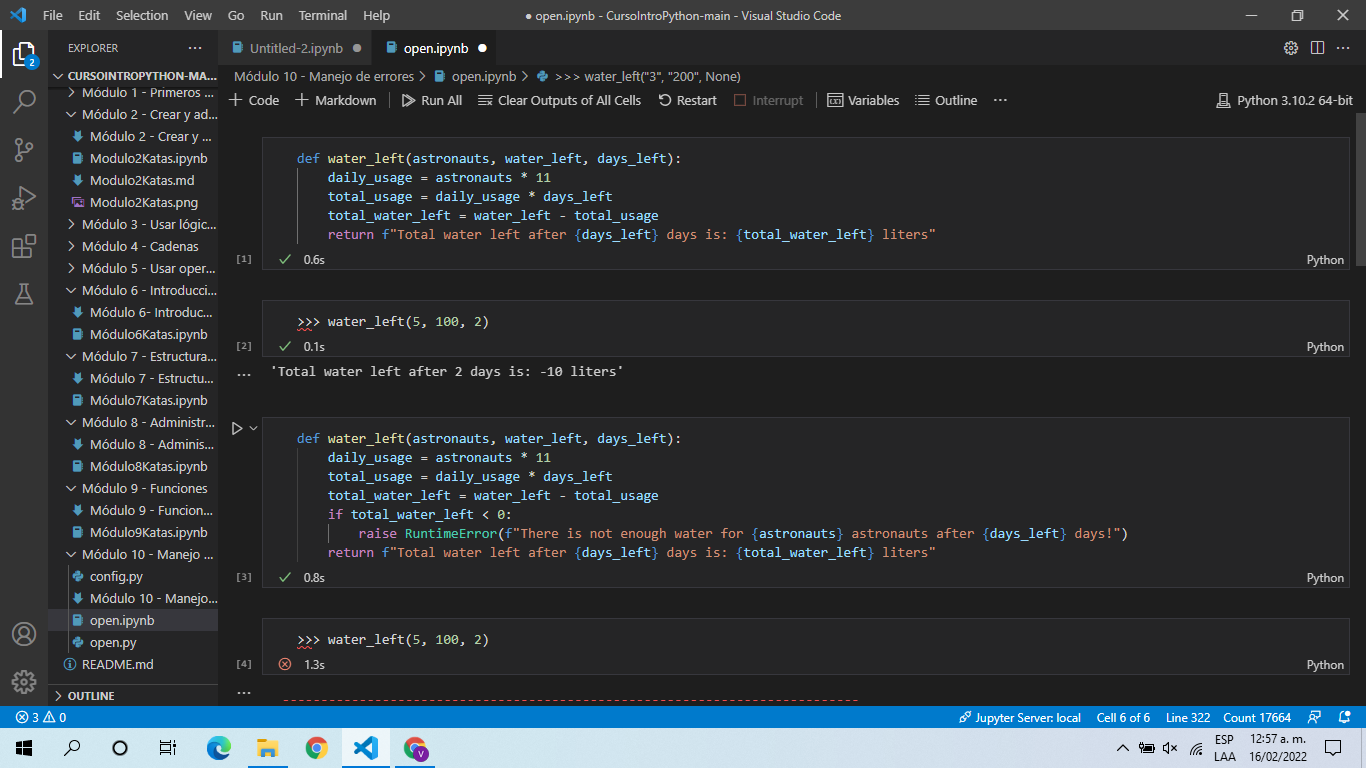 File Edit Selection View Go Run Terminal Help
● open.ipynb - CursoIntroPython-main - Visual Studio Code
EXPLORER
Untitled-2.ipynb
open.ipynb
2
CURSOINTROPYTHON-MA...
Módulo 1 - Primeros ...
Módulo 2 - Crear y ad...
Módulo 2 - Crear y ...
Modulo2Katas.ipynb
Modulo2Katas.md
Modulo2Katas.png
Módulo 3 - Usar lógic...
Módulo 4 - Cadenas
Módulo 5 - Usar oper...
Módulo 6 - Introducci...
Módulo 6- Introduc...
Módulo6Katas.ipynb
Módulo 7 - Estructura...
Módulo 7 - Estructu...
Módulo7Katas.ipynb
Módulo 8 - Administr...
Módulo 8 - Adminis...
Módulo8Katas.ipynb
Módulo 9 - Funciones
Módulo 9 - Funcion...
Módulo9Katas.ipynb
Módulo 10 - Manejo ...
config.py
Módulo 10 - Manejo...
open.ipynb
open.py
README.md
OUTLINE
Módulo 10 - Manejo de errores > open.ipynb > >>> water_left("3", "200", None)
+ Code + Markdown Run All Clear Outputs of All Cells Restart Interrupt Variables Outline ... Python 3.10.2 64-bit
def water_left(astronauts, water_left, days_left):
daily_usage = astronauts * 11
total_usage = daily_usage * days_left
total_water_left = water_left - total_usage
return f"Total water left after {days_left} days is: {total_water_left} liters"
[1] 0.6s Python
>>> water_left(5, 100, 2)
[2] 0.1s Python
... 'Total water left after 2 days is: -10 liters'
def water_left(astronauts, water_left, days_left):
daily_usage = astronauts * 11
total_usage = daily_usage * days_left
total_water_left = water_left - total_usage
if total_water_left < 0:
raise RuntimeError(f"There is not enough water for {astronauts} astronauts after {days_left} days!")
return f"Total water left after {days_left} days is: {total_water_left} liters"
[3] 0.8s Python
>>> water_left(5, 100, 2)
[4] 1.3s Python
... ---------------------------------------------------------------------------
3 0 Jupyter Server: local Cell 6 of 6 Line 322 Count 17664
V
ESP
LAA
12:57 a. m.
16/02/2022